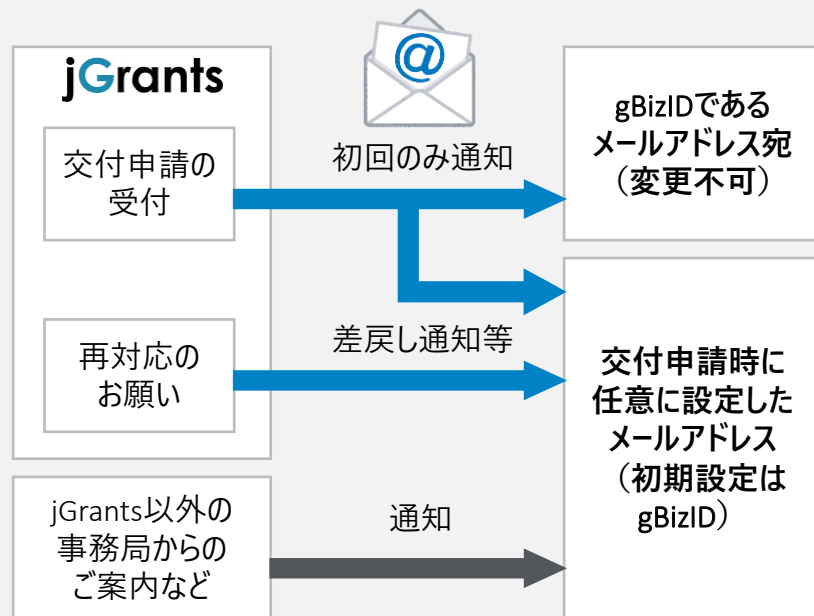 jGrants
@
交付申請の
受付
初回のみ通知
gBizIDである
メールアドレス宛
（変更不可）
再対応の
お願い
差戻し通知等
交付申請時に
任意に設定した
メールアドレス
（初期設定は
gBizID）
jGrants以外の
事務局からの
ご案内など
通知